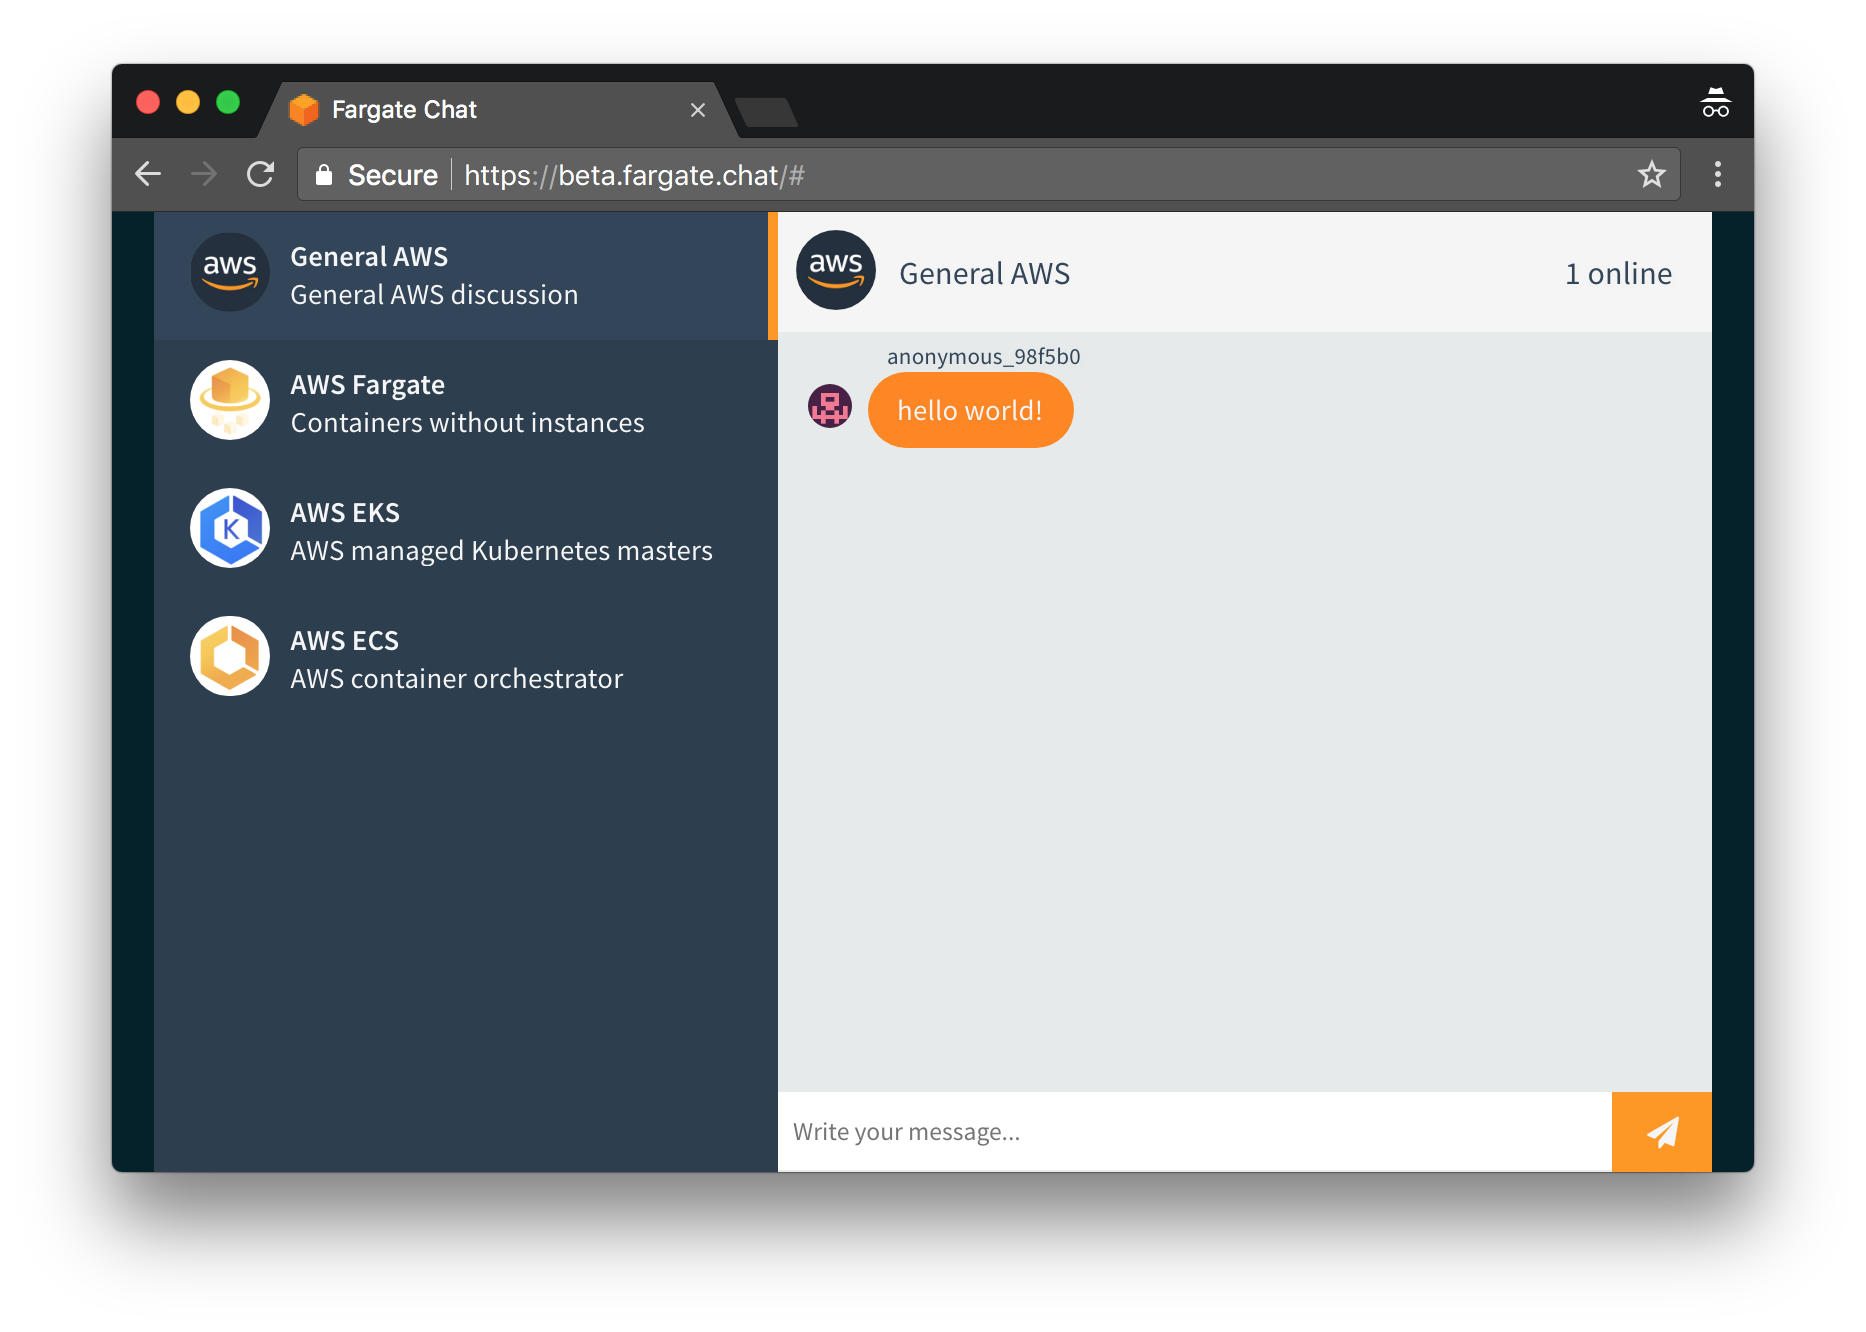 Fargate Chat
Secure https://beta.fargate.chat/#
aws
General AWS
General AWS discussion
AWS Fargate
Containers without instances
K
AWS EKS
AWS managed Kubernetes masters
AWS ECS
AWS container orchestrator
aws
General AWS
1 online
anonymous_98f5b0
hello world!
Write your message...